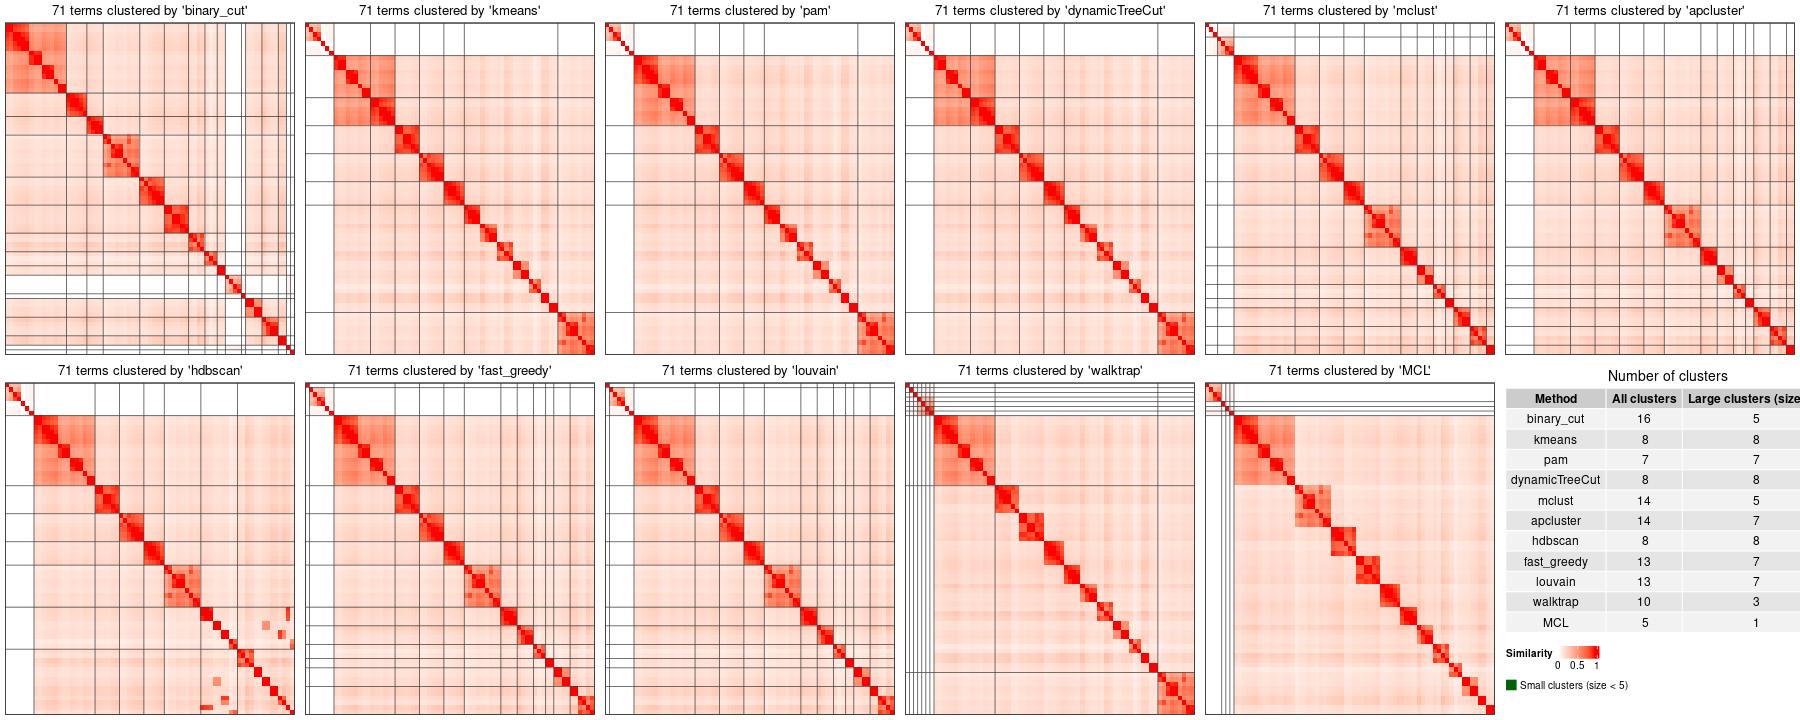 71 terms clustered by 'binary_cut'
71 terms clustered by 'kmeans'
71 terms clustered by 'pam'
71 terms clustered by 'dynamicTreeCut'
71 terms clustered by 'mclust'
71 terms clustered by 'apcluster'
71 terms clustered by 'hdbscan'
71 terms clustered by 'fast_greedy'
71 terms clustered by 'louvain'
71 terms clustered by 'walktrap'
71 terms clustered by 'MCL'
Number of clusters
Method All clusters Large clusters (size
binary_cut 16 5
kmeans 8 8
pam 7 7
dynamicTreeCut 8 8
mclust 14 5
apcluster 14 7
hdbscan 8 8
fast_greedy 13 7
louvain 13 7
walktrap 10 3
MCL 5 1
Similarity
0 0.5 1
Small clusters (size < 5)